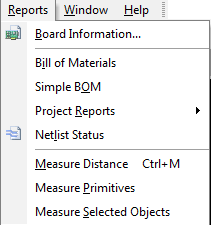 Reports Window Help
Board Information...
Bill of Materials
Simple BOM
Project Reports
Netlist Status
Measure Distance Ctrl+M
Measure Primitives
Measure Selected Objects